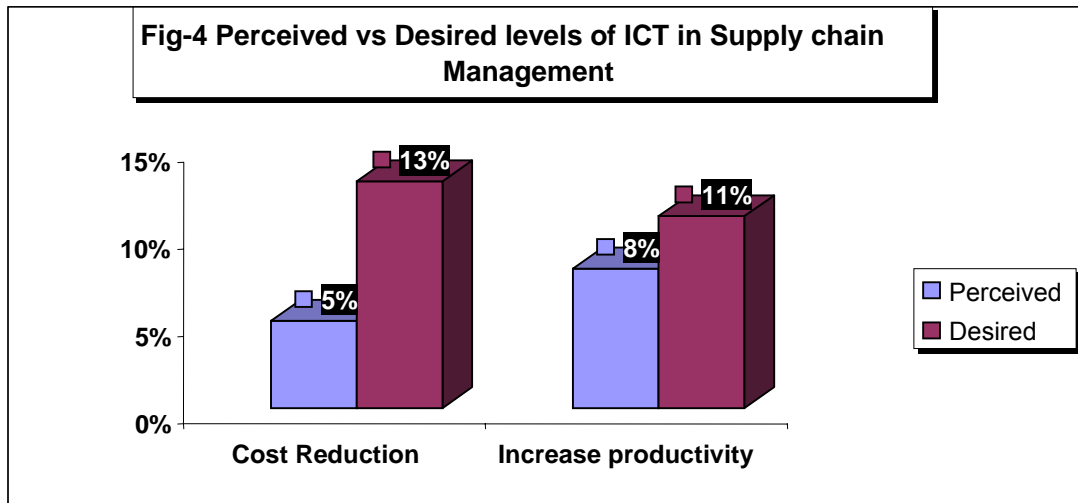 Fig-4 Perceived vs Desired levels of ICT in Supply chain
Management
15%
10%
5%
0%
5%
13%
8%
11%
Cost Reduction
Increase productivity
Perceived
Desired